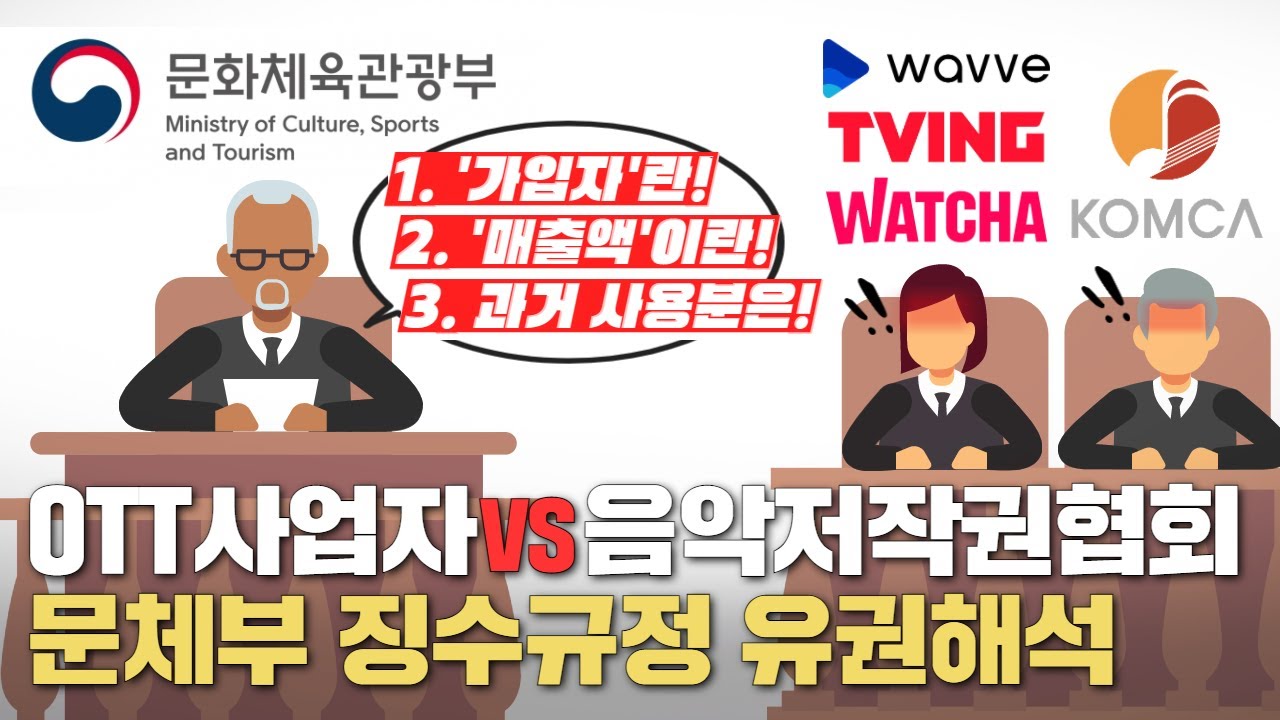 문화체육관광부
Ministry of Culture, Sports
and Tourism
wavve
TVING
WATCHA
KOMCA
1. '가입자'란!
2. '매출액'이란!
3. 과거 사용분은!
OTT사업자VS음악저작권협회
문체부 징수규정 유권해석